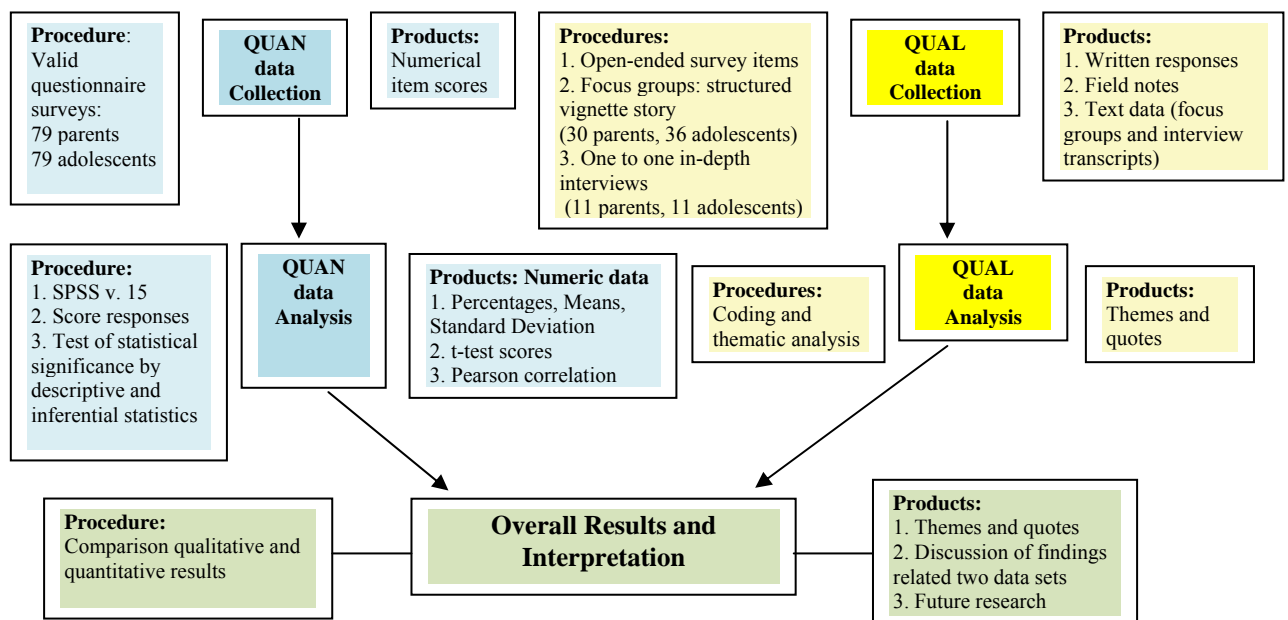 Procedure:
Valid
questionnaire
surveys:
79 parents
79 adolescents
QUAN
data
Collection
Products:
Numerical
item scores
Procedures:
1. Open-ended survey items
2. Focus groups: structured
vignette story
(30 parents, 36 adolescents)
3. One to one in-depth
interviews
(11 parents, 11 adolescents)
QUAL
data
Collection
Products:
1. Written responses
2. Field notes
3. Text data (focus
groups and interview
transcripts)
Procedure:
1. SPSS v. 15
2. Score responses
3. Test of statistical
significance by
descriptive and
inferential statistics
QUAN
data
Analysis
Products: Numeric data
1. Percentages, Means,
Standard Deviation
2. t-test scores
3. Pearson correlation
Procedures:
Coding and
thematic analysis
QUAL
data
Analysis
Products:
Themes and
quotes
Procedure:
Comparison qualitative and
quantitative results
Overall Results and
Interpretation
Products:
1. Themes and quotes
2. Discussion of findings
related two data sets
3. Future research